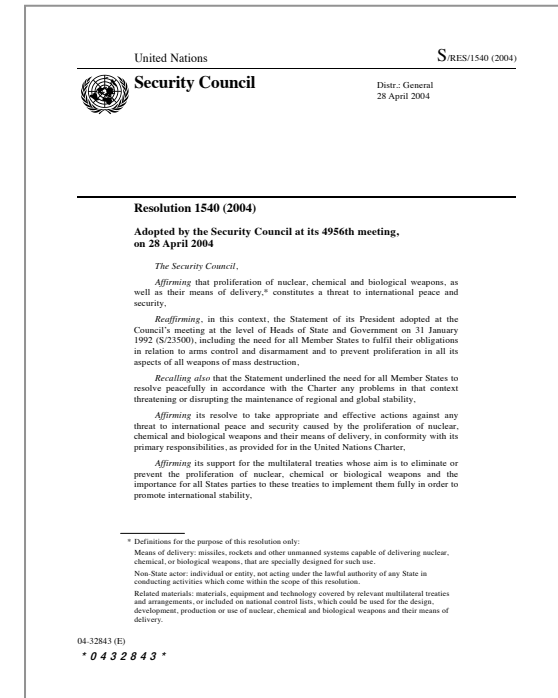 United Nations
S/RES/1540 (2004)
Security Council
Distr.: General
28 April 2004
Resolution 1540 (2004)
Adopted by the Security Council at its 4956th meeting,
on 28 April 2004
The Security Council,
Affirming that proliferation of nuclear, chemical and biological weapons, as
well as their means of delivery,* constitutes a threat to international peace and
security,
Reaffirming, in this context, the Statement of its President adopted at the
Council's meeting at the level of Heads of State and Government on 31 January
1992 (S/23500), including the need for all Member States to fulfil their obligations
in relation to arms control and disarmament and to prevent proliferation in all its
aspects of all weapons of mass destruction,
Recalling also that the Statement underlined the need for all Member States to
resolve peacefully in accordance with the Charter any problems in that context
threatening or disrupting the maintenance of regional and global stability,
Affirming its resolve to take appropriate and effective actions against any
threat to international peace and security caused by the proliferation of nuclear,
chemical and biological weapons and their means of delivery, in conformity with its
primary responsibilities, as provided for in the United Nations Charter,
Affirming its support for the multilateral treaties whose aim is to eliminate or
prevent the proliferation of nuclear, chemical or biological weapons and the
importance for all States parties to these treaties to implement them fully in order to
promote international stability,
* Definitions for the purpose of this resolution only:
Means of delivery: missiles, rockets and other unmanned systems capable of delivering nuclear,
chemical, or biological weapons, that are specially designed for such use.
Non-State actor: individual or entity, not acting under the lawful authority of any State in
conducting activities which come within the scope of this resolution.
Related materials: materials, equipment and technology covered by relevant multilateral treaties
and arrangements, or included on national control lists, which could be used for the design,
development, production or use of nuclear, chemical and biological weapons and their means of
delivery.
04-32843 (E)
*0432843*